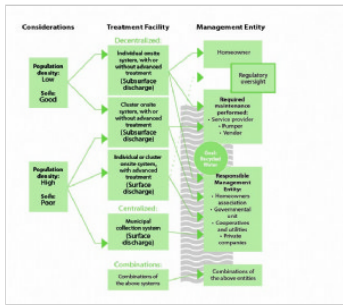 Considerations
Treatment Facility
Management Entity
Decentralized:
Population
density:
Low
Soils:
Good
Individual onsite
system, with or
without advanced
treatment
(Subsurface
discharge)
Homeowner
Regulatory
oversight
Cluster onsite
system, with or
without advanced
treatment
(Subsurface
discharge)
Required
maintenance
performed:
• Service provider
• Pumper
• Vendor
Population
density:
High
Soils:
Poor
Individual or cluster
onsite system,
with advanced
treatment
(Surface
discharge)
Responsible
Management
Entity:
• Homeowners
association
• Governmental unit
• Cooperatives
and utilities
• Private
companies
Centralized:
Municipal
collection system
(Surface
discharge)
Combinations:
Combinations of
the above systems
Combinations of
the above entities